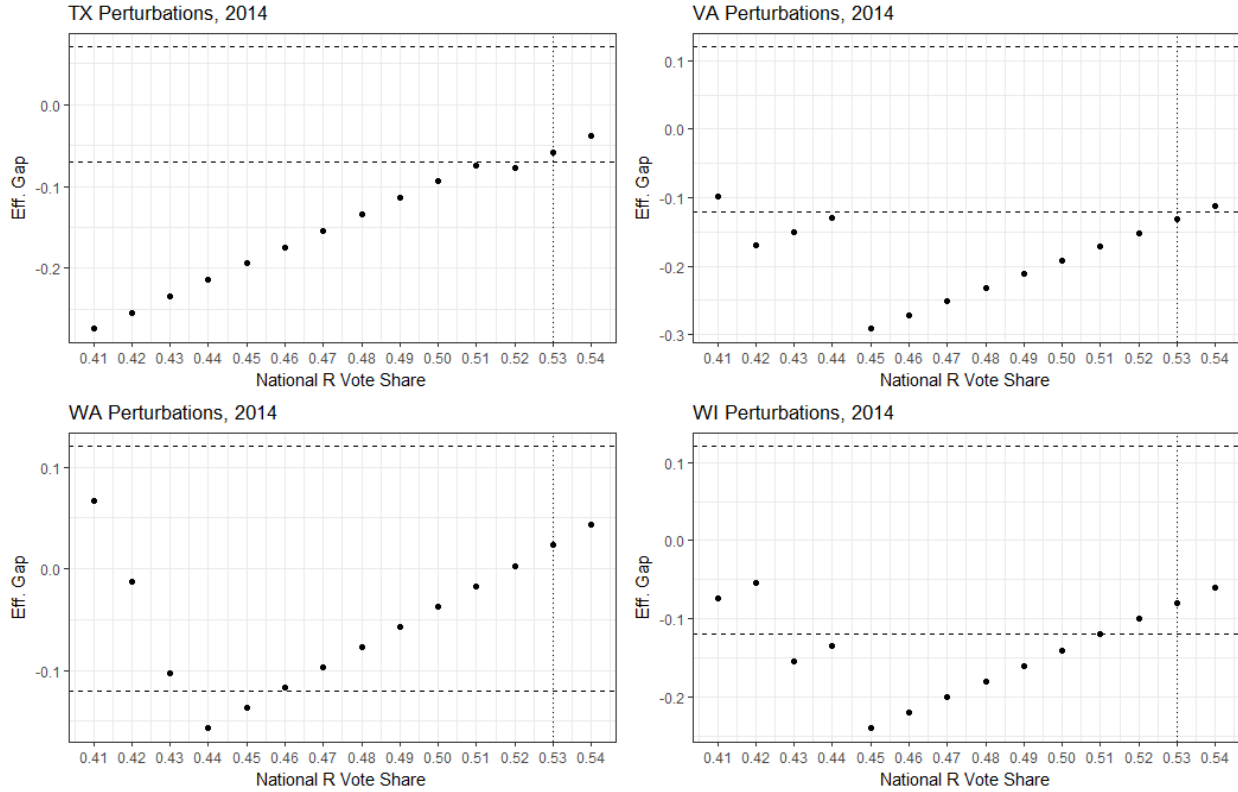 TX Perturbations, 2014
0.0
-0.1
-0.2
Eff. Gap
0.41 0.42 0.43 0.44 0.45 0.46 0.47 0.48 0.49 0.50 0.51 0.52 0.53 0.54
National R Vote Share
VA Perturbations, 2014
0.1
0.0
-0.1
-0.2
-0.3
Eff. Gap
0.41 0.42 0.43 0.44 0.45 0.46 0.47 0.48 0.49 0.50 0.51 0.52 0.53 0.54
National R Vote Share
WA Perturbations, 2014
0.1
0.0
-0.1
Eff. Gap
0.41 0.42 0.43 0.44 0.45 0.46 0.47 0.48 0.49 0.50 0.51 0.52 0.53 0.54
National R Vote Share
WI Perturbations, 2014
0.1
0.0
-0.1
-0.2
Eff. Gap
0.41 0.42 0.43 0.44 0.45 0.46 0.47 0.48 0.49 0.50 0.51 0.52 0.53 0.54
National R Vote Share